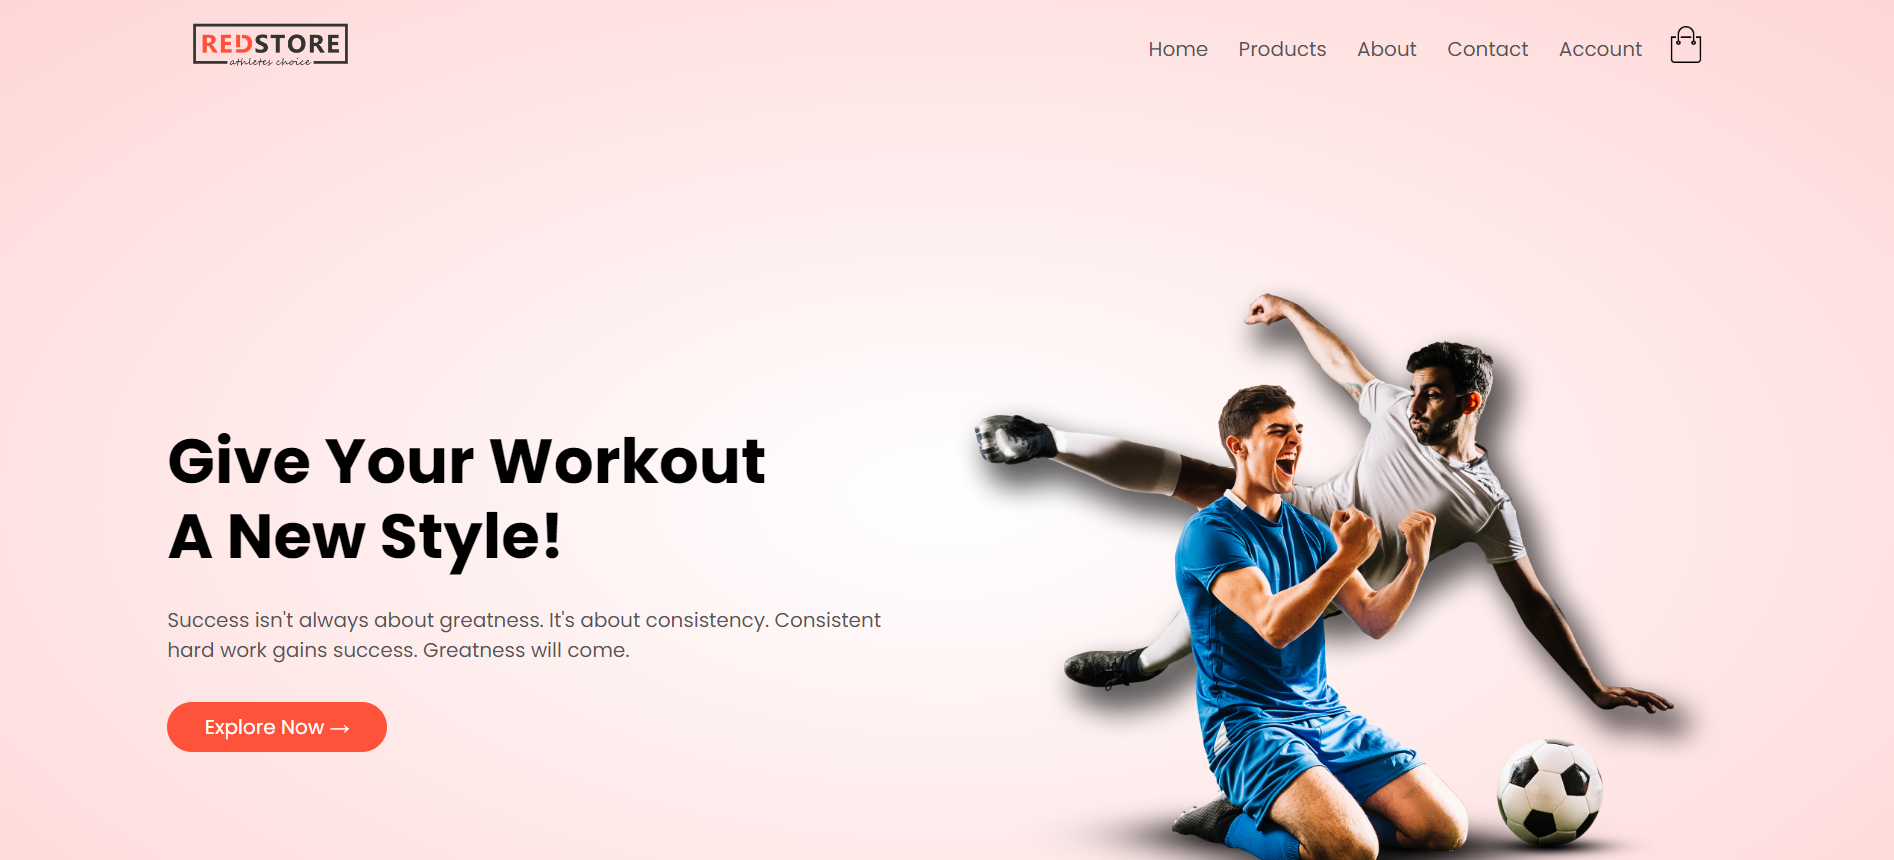 REDSTORE
athletes choice
Home Products About Contact Account
Give Your Workout
A New Style!
Success isn't always about greatness. It's about consistency. Consistent
hard work gains success. Greatness will come.
Explore Now →